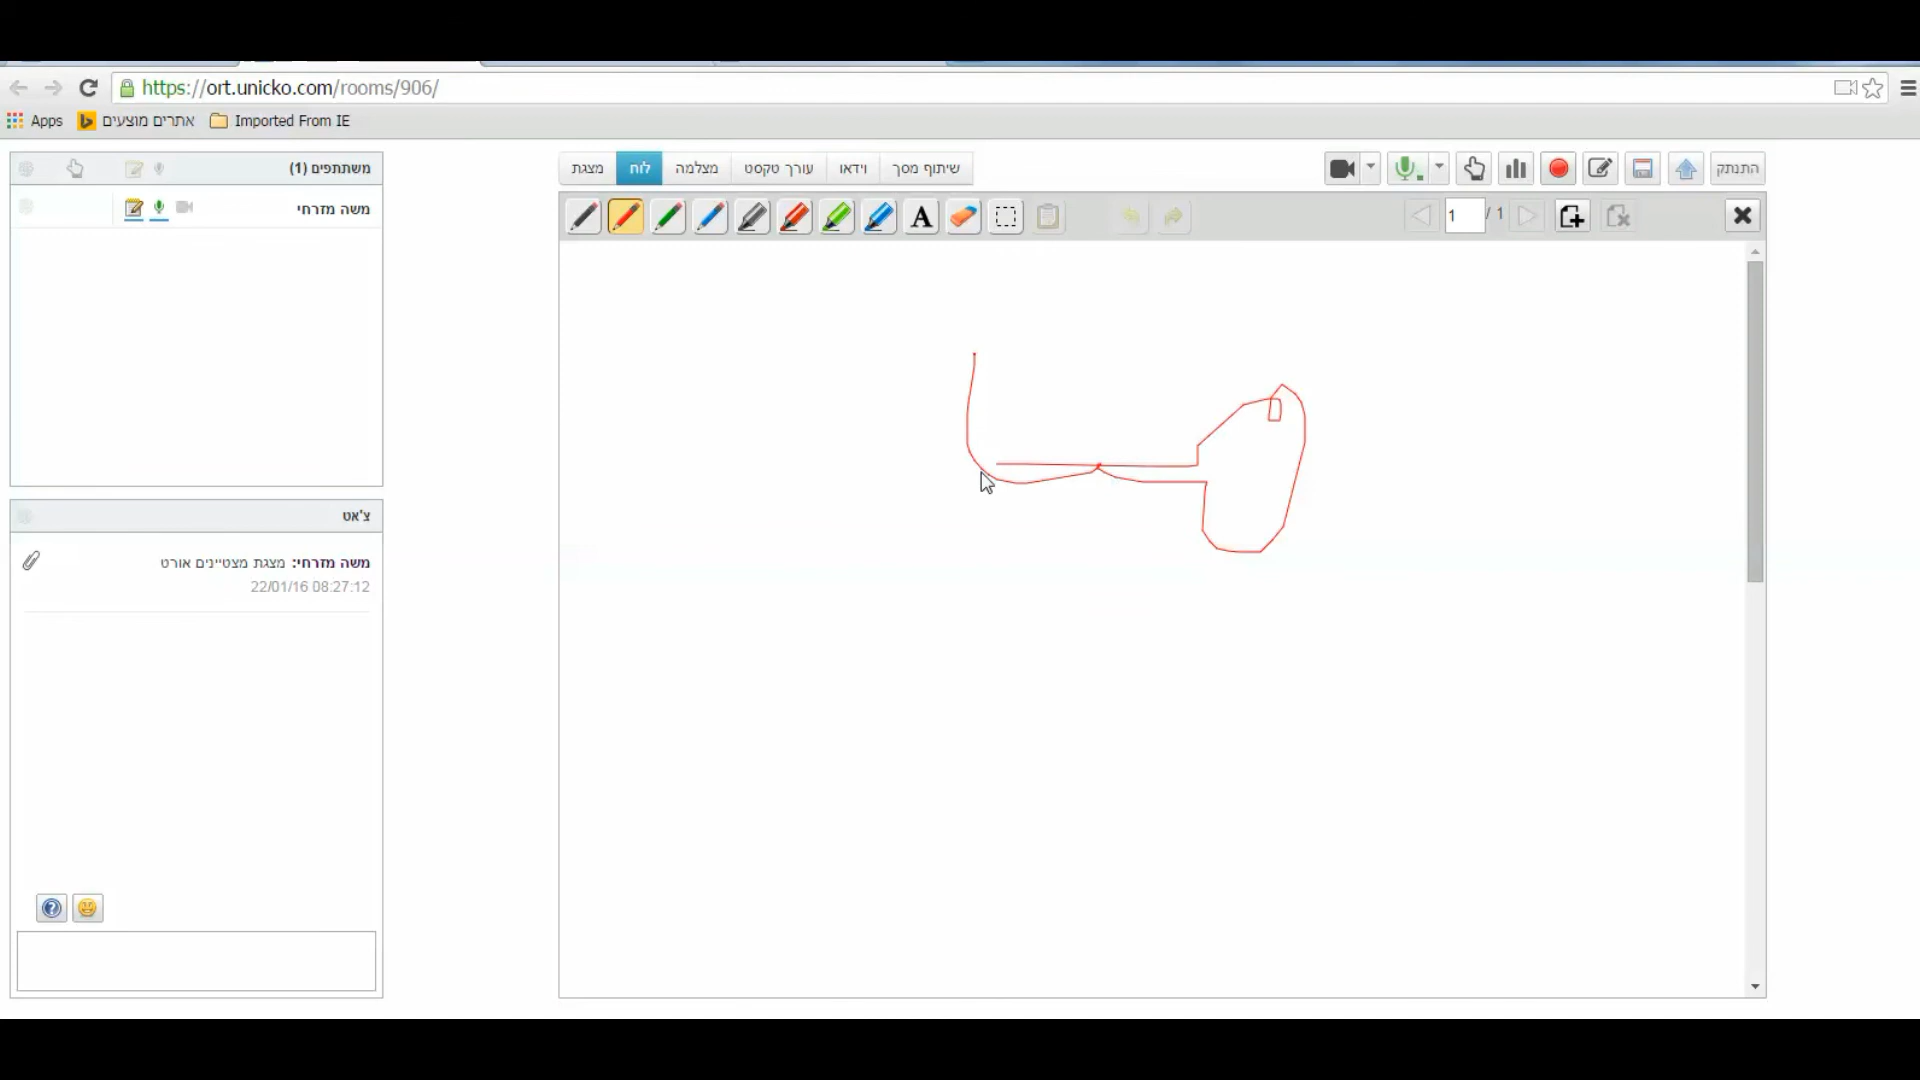 https://ort.unicko.com/rooms/906/
Apps אתרים מוצעים Imported From IE
משתתפים (1)
משה מזרחי
צ'אט
משה מזרחי: מצגת מצטיינים אורט
22/01/16 08:27:12
מצגת לוח מצלמה עורך טקסט וידאו שיתוף מסך
התנתק
A
1 / 1